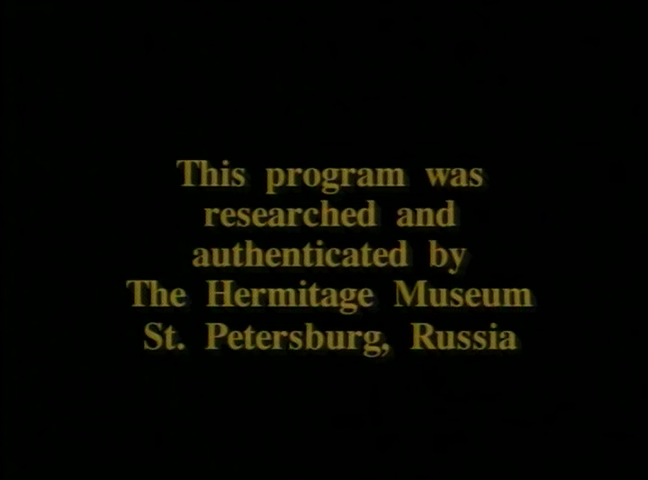 This program was
researched and
authenticated by
The Hermitage Museum
St. Petersburg, Russia